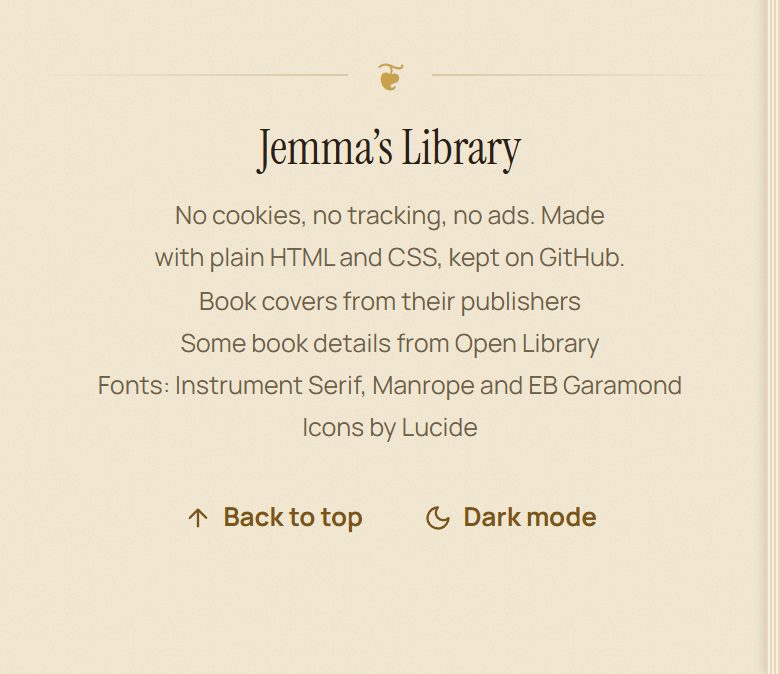 Jemma’s Library
No cookies, no tracking, no ads. Made
with plain HTML and CSS, kept on GitHub.
Book covers from their publishers
Some book details from Open Library
Fonts: Instrument Serif, Manrope and EB Garamond
Icons by Lucide
Back to top
Dark mode